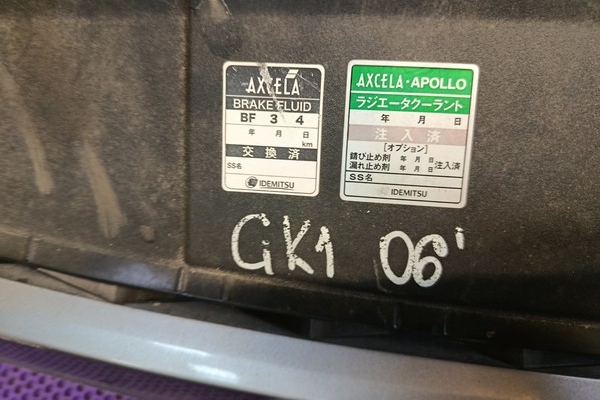 AXCELA
BRAKE FLUID
BF 3 4
年 月 日
km
交換済
SS名
IDEMITSU
AXCELA・APOLLO
ラジエータクーラント
年 月 日
注入済
[オプション]
錆び止め剤 年 月 日
漏れ止め剤 年 月 日 注入済
SS名
IDEMITSU
GK1 06'